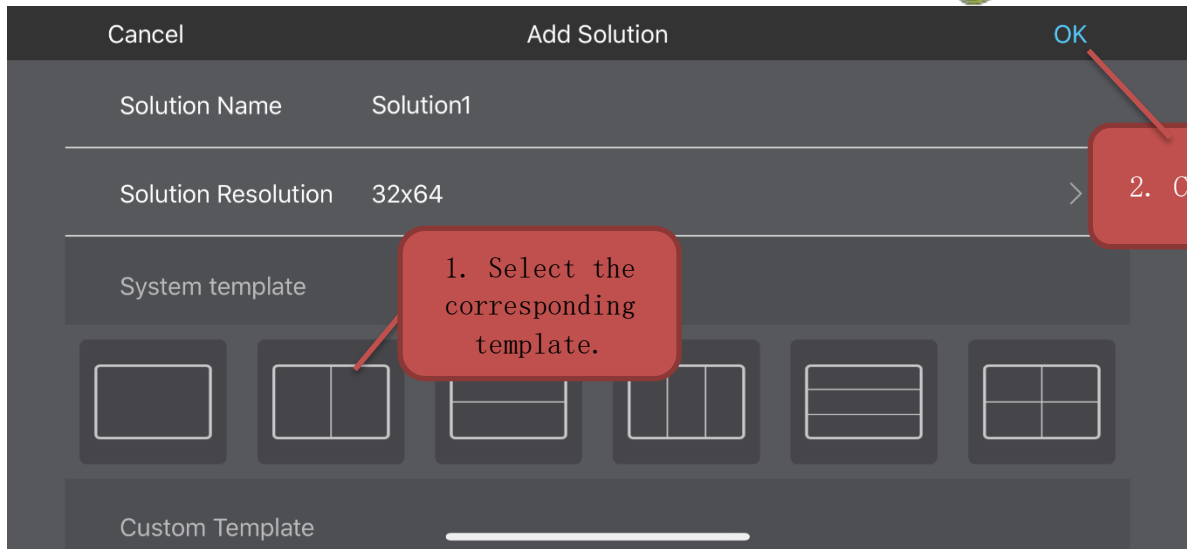 Cancel Add Solution OK
Solution Name Solution1
Solution Resolution 32x64
2. C
1. Select the
corresponding
template.
System template
Custom Template